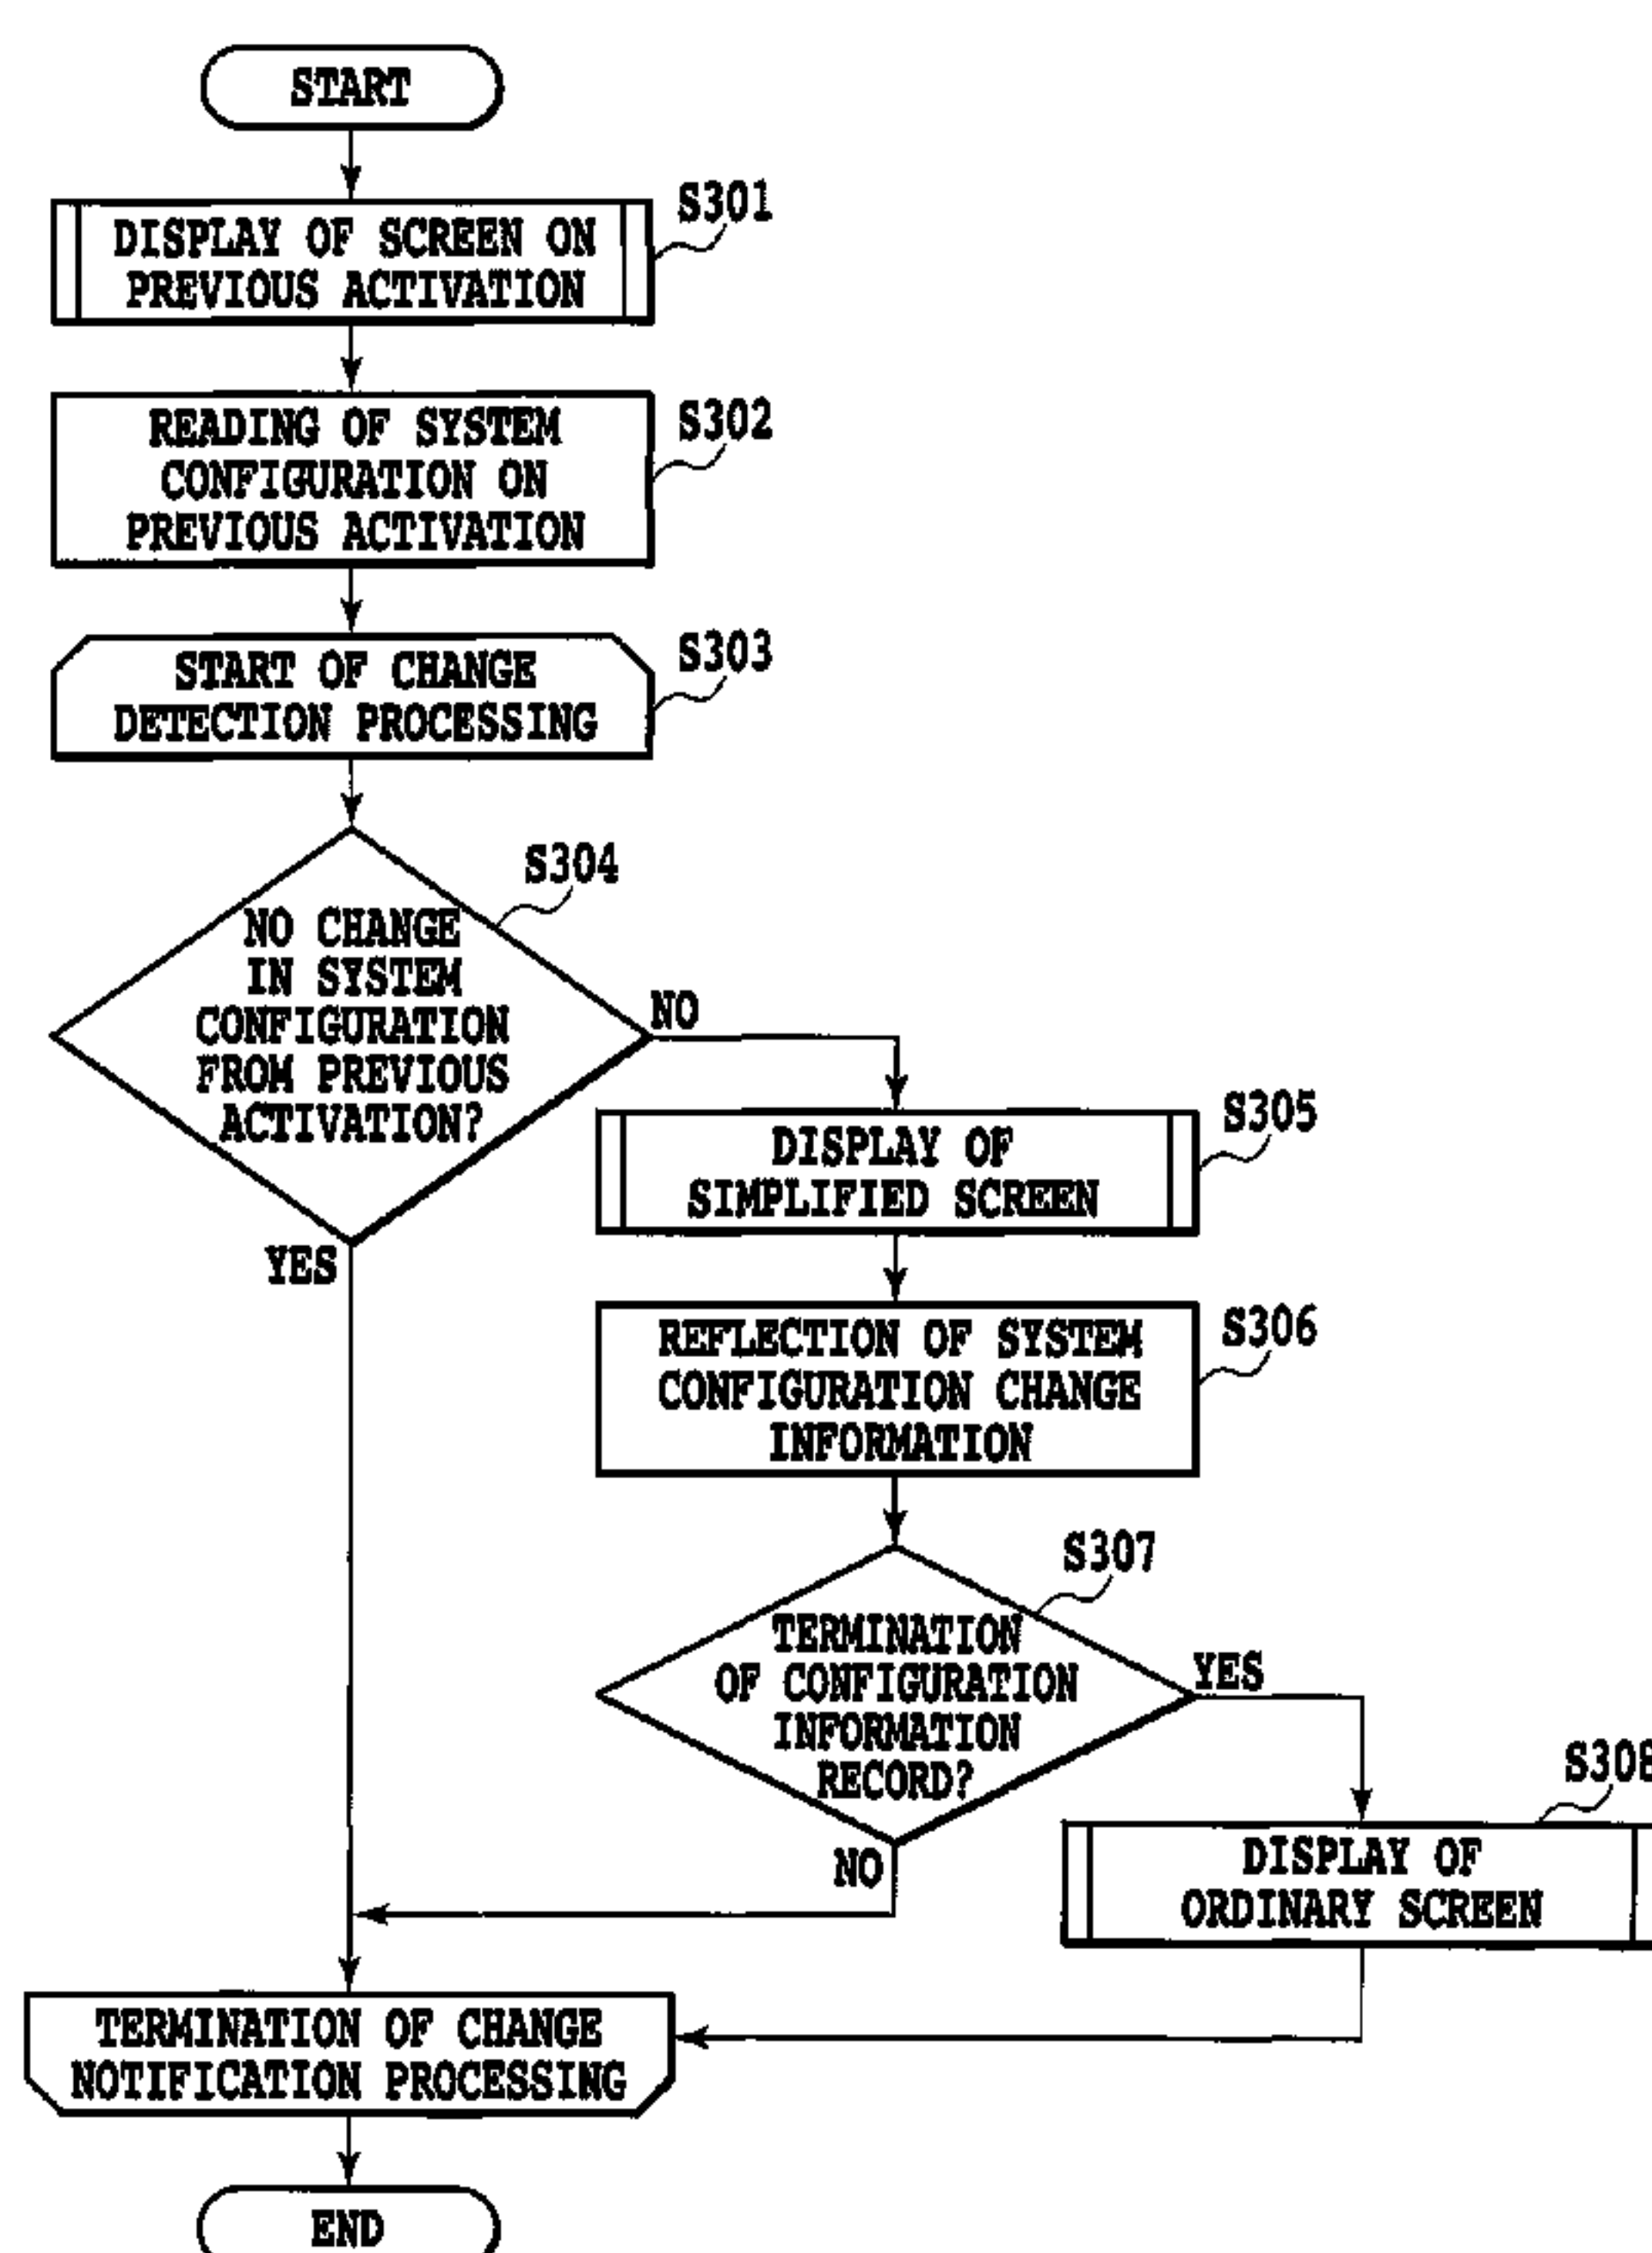 START
S301
DISPLAY OF SCREEN ON
PREVIOUS ACTIVATION
S302
READING OF SYSTEM
CONFIGURATION ON
PREVIOUS ACTIVATION
S303
START OF CHANGE
DETECTION PROCESSING
S304
NO CHANGE
IN SYSTEM
CONFIGURATION
FROM PREVIOUS
ACTIVATION?
NO
YES
S305
DISPLAY OF
SIMPLIFIED SCREEN
S306
REFLECTION OF SYSTEM
CONFIGURATION CHANGE
INFORMATION
S307
TERMINATION
OF CONFIGURATION
INFORMATION
RECORD?
YES
NO
S308
DISPLAY OF
ORDINARY SCREEN
TERMINATION OF CHANGE
NOTIFICATION PROCESSING
END